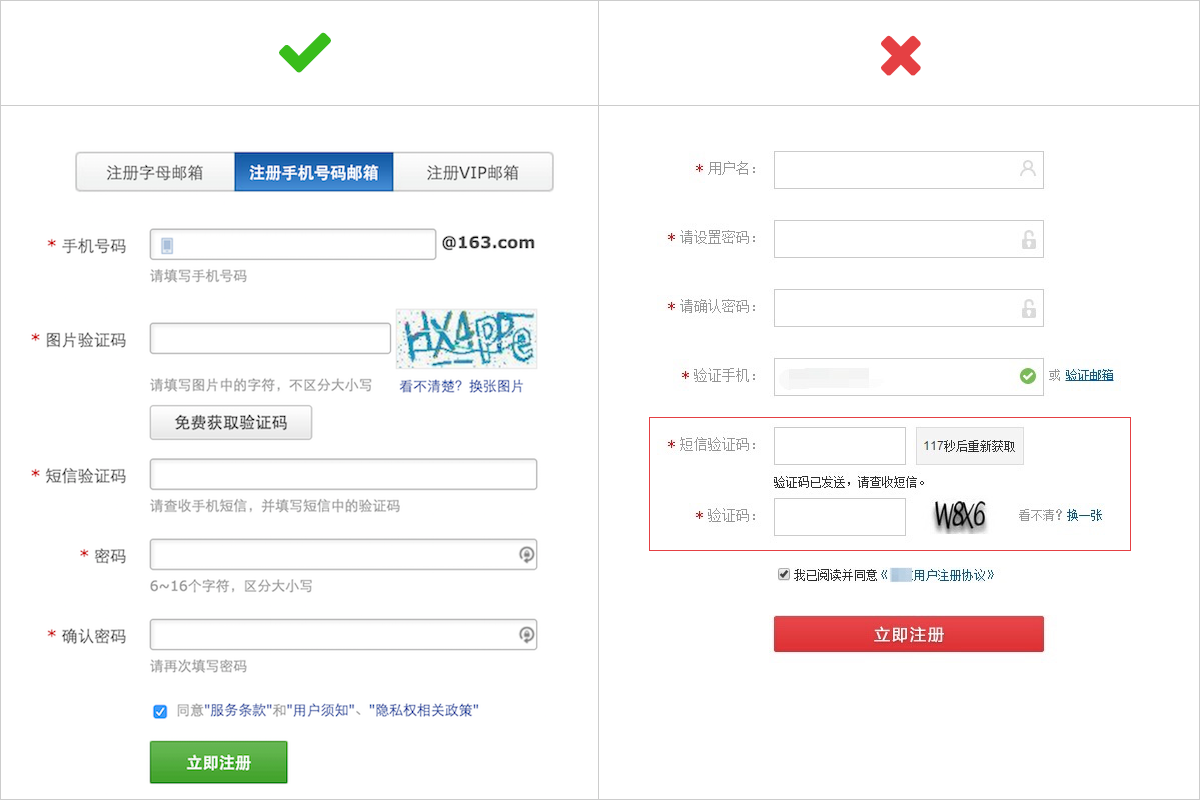 注册字母邮箱 注册手机号码邮箱 注册VIP邮箱
* 手机号码 @163.com
请填写手机号码
* 图片验证码 HX4PPe
请填写图片中的字符，不区分大小写 看不清楚？换张图片
免费获取验证码
* 短信验证码
请查收手机短信，并填写短信中的验证码
* 密码
6~16个字符，区分大小写
* 确认密码
请再次填写密码
同意"服务条款"和"用户须知"、"隐私权相关政策"
立即注册
* 用户名：
* 请设置密码：
* 请确认密码：
* 验证手机： 或 验证邮箱
* 短信验证码： 117秒后重新获取
验证码已发送，请查收短信。
* 验证码： W8X6 看不清？换一张
我已阅读并同意《 用户注册协议》
立即注册